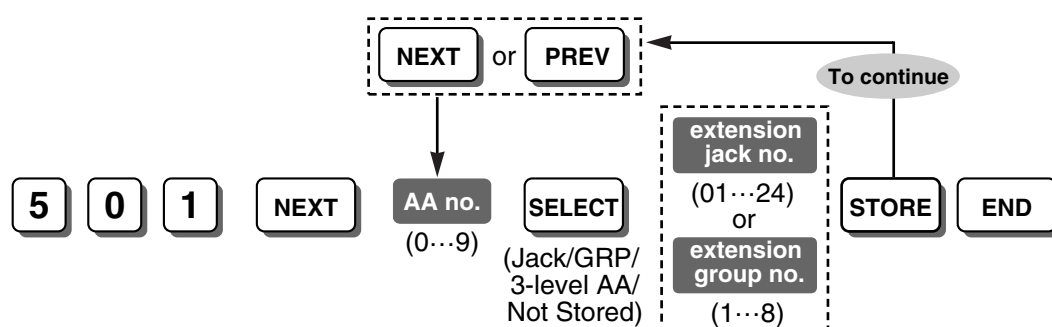 NEXT or PREV
To continue
extension
jack no.
(01···24)
or
extension
group no.
(1···8)
5 0 1 NEXT AA no. SELECT STORE END
(0···9)
(Jack/GRP/
3-level AA/
Not Stored)